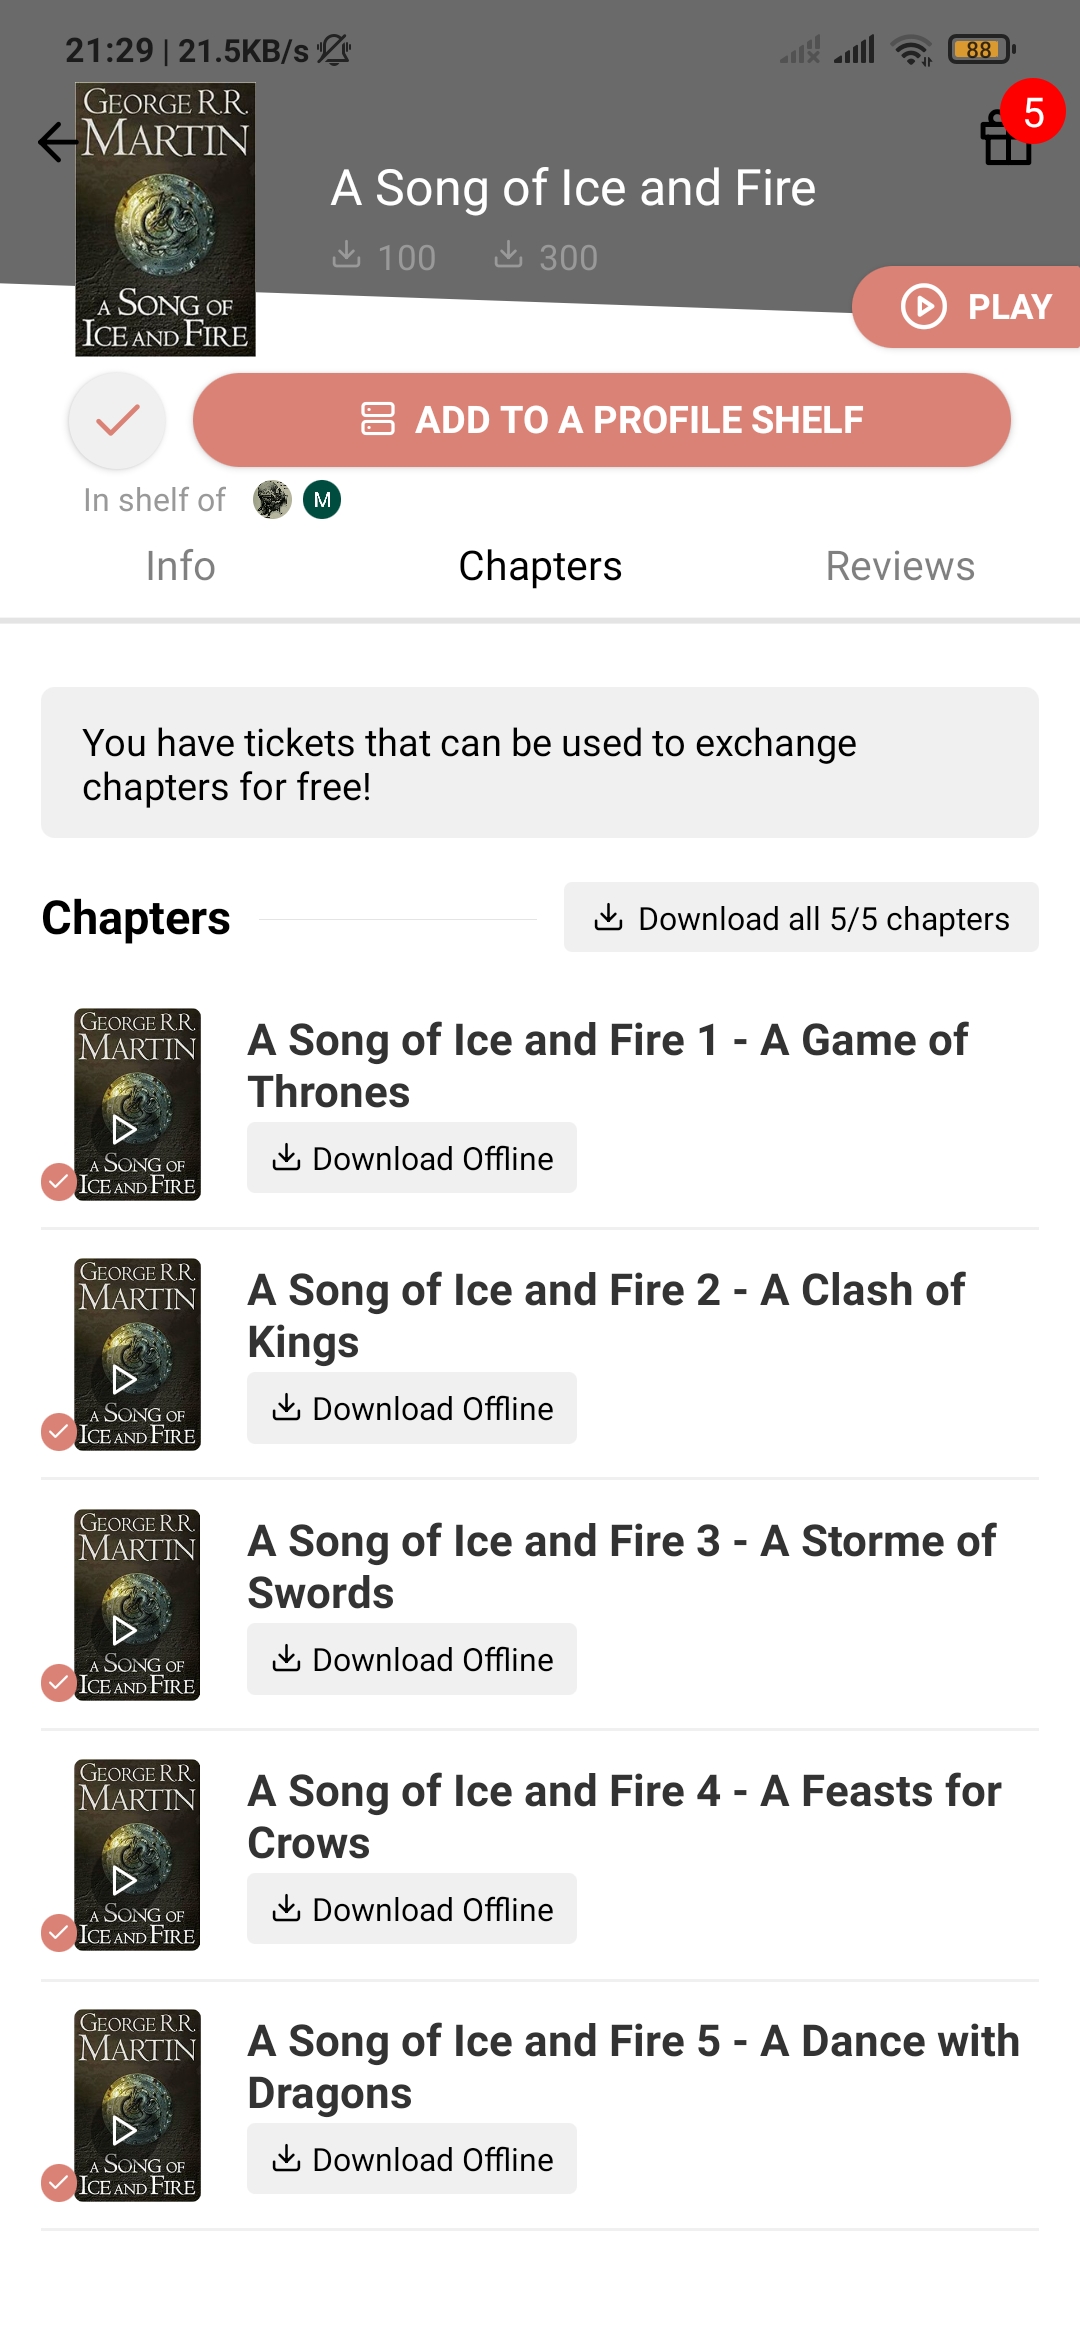 21:29 | 21.5KB/s
88
5
GEORGE R.R.
MARTIN
A SONG OF
ICE AND FIRE
A Song of Ice and Fire
100 300
PLAY
ADD TO A PROFILE SHELF
In shelf of M
Info Chapters Reviews
You have tickets that can be used to exchange
chapters for free!
Chapters Download all 5/5 chapters
GEORGE R.R.
MARTIN
A SONG OF
ICE AND FIRE
A Song of Ice and Fire 1 - A Game of
Thrones
Download Offline
GEORGE R.R.
MARTIN
A SONG OF
ICE AND FIRE
A Song of Ice and Fire 2 - A Clash of
Kings
Download Offline
GEORGE R.R.
MARTIN
A SONG OF
ICE AND FIRE
A Song of Ice and Fire 3 - A Storme of
Swords
Download Offline
GEORGE R.R.
MARTIN
A SONG OF
ICE AND FIRE
A Song of Ice and Fire 4 - A Feasts for
Crows
Download Offline
GEORGE R.R.
MARTIN
A SONG OF
ICE AND FIRE
A Song of Ice and Fire 5 - A Dance with
Dragons
Download Offline